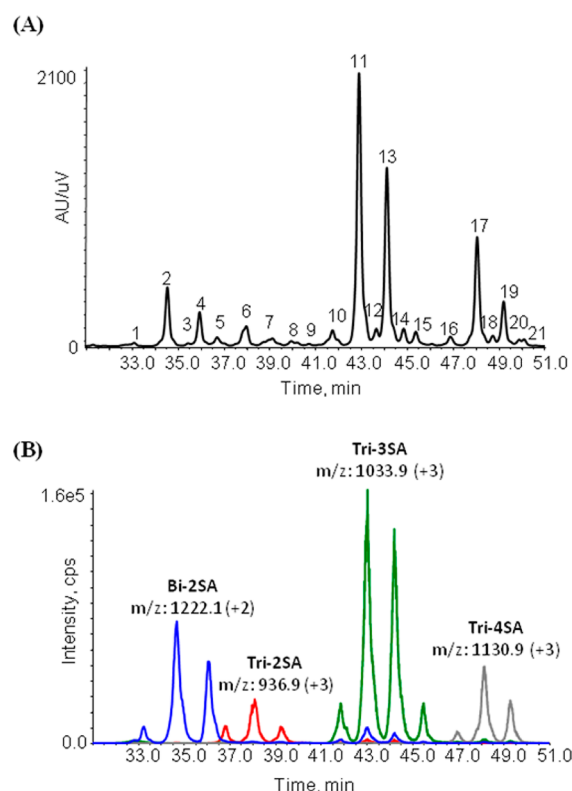 (A)
2100
AU/uV
0
1 2 3 4 5 6 7 8 9 10 11 12 13 14 15 16 17 18 19 20 21
33.0 35.0 37.0 39.0 41.0 43.0 45.0 47.0 49.0 51.0
Time, min
(B)
Tri-3SA
m/z: 1033.9 (+3)
1.6e5
Bi-2SA
m/z: 1222.1 (+2)
Tri-4SA
m/z: 1130.9 (+3)
Tri-2SA
m/z: 936.9 (+3)
Intensity, cps
0.0
33.0 35.0 37.0 39.0 41.0 43.0 45.0 47.0 49.0 51.0
Time, min